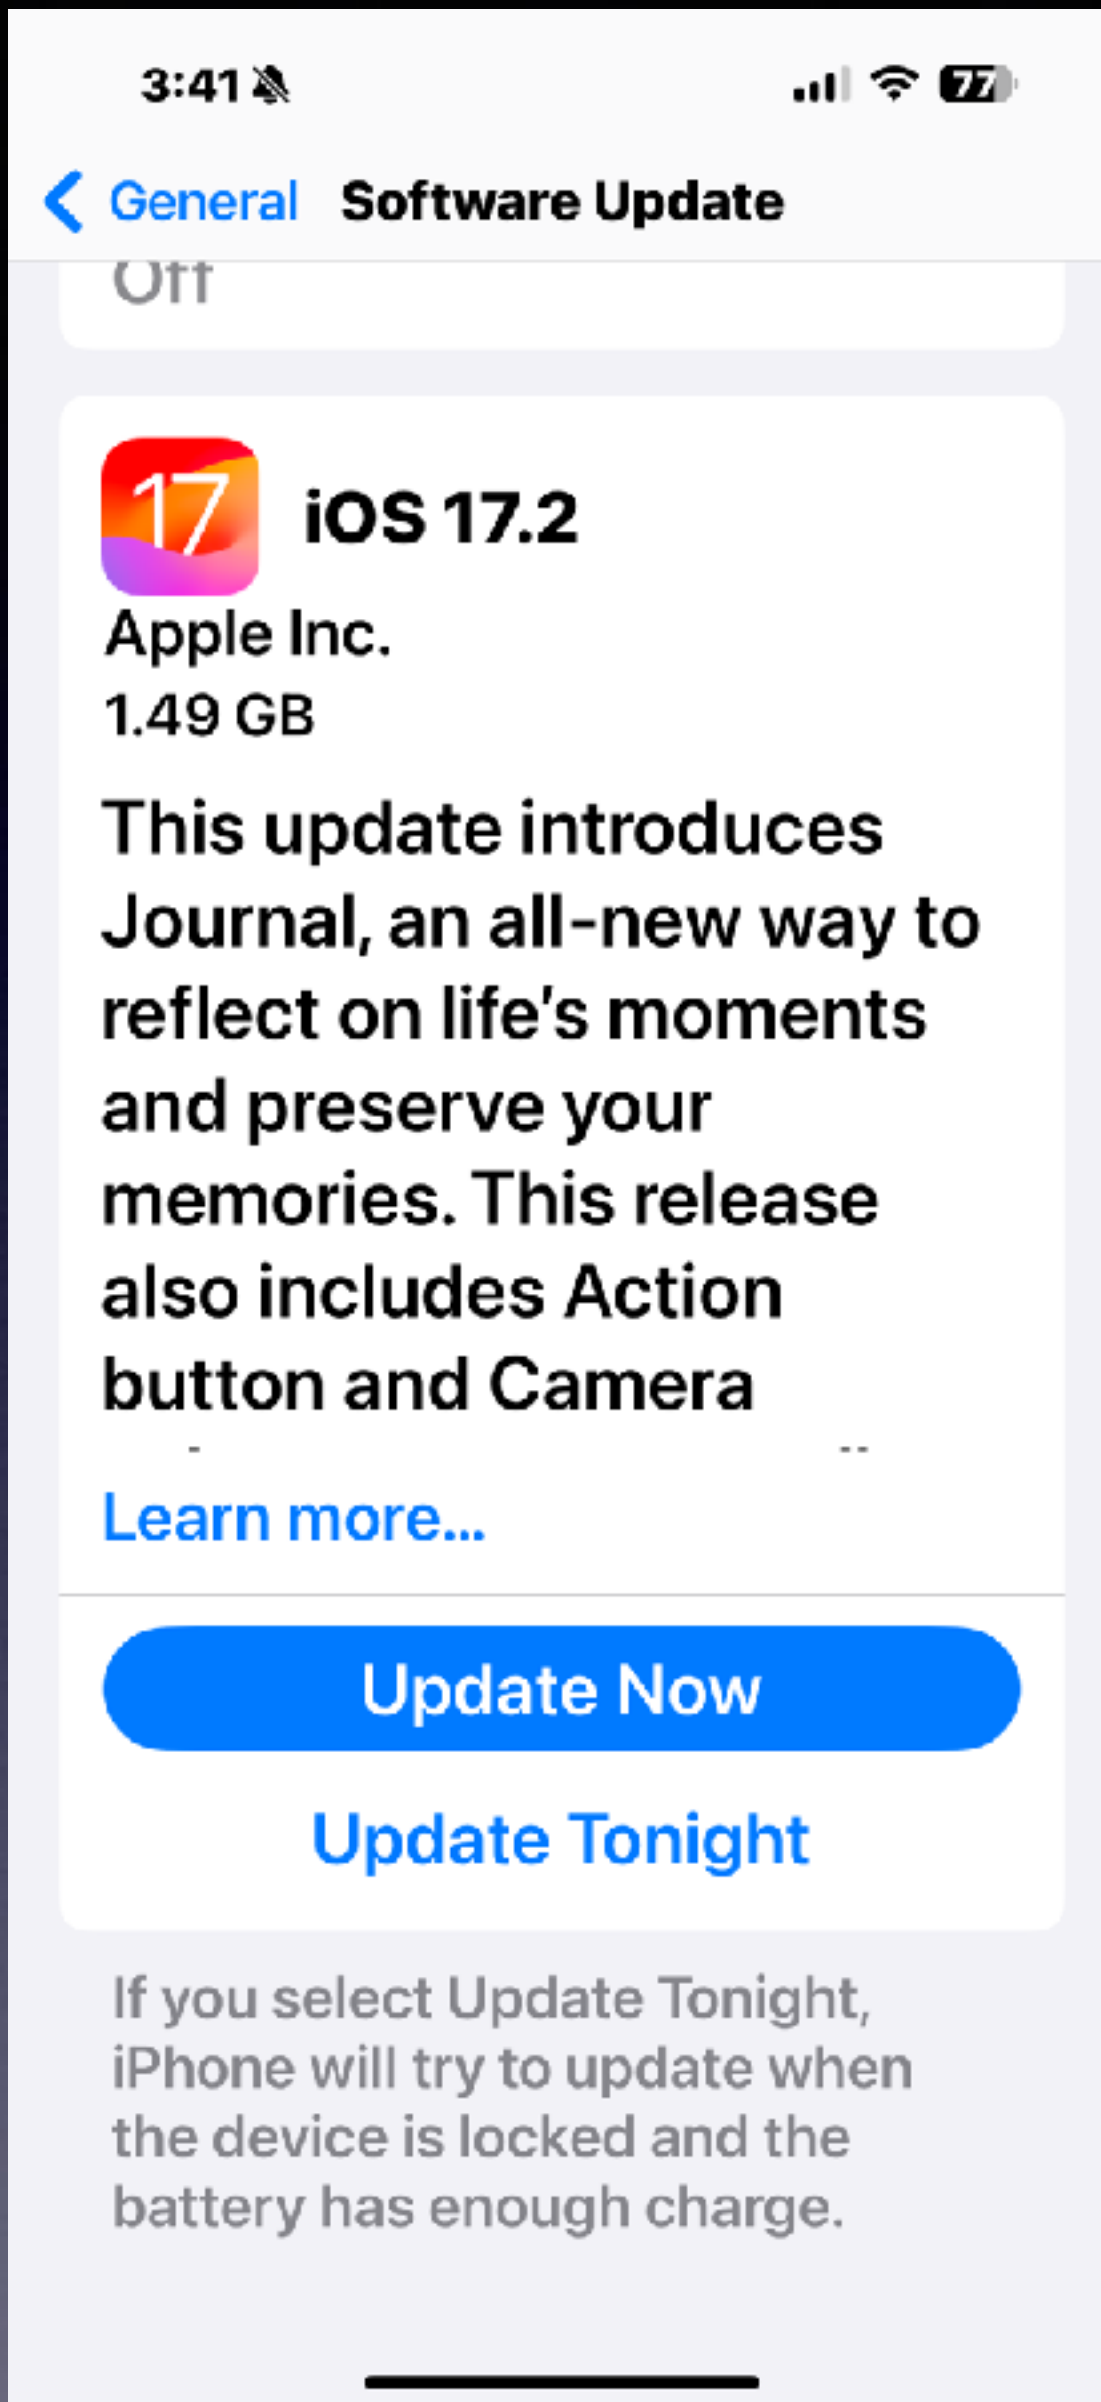 3:41
77
General Software Update
Off
17
iOS 17.2
Apple Inc.
1.49 GB
This update introduces
Journal, an all-new way to
reflect on life's moments
and preserve your
memories. This release
also includes Action
button and Camera
Learn more...
Update Now
Update Tonight
If you select Update Tonight,
iPhone will try to update when
the device is locked and the
battery has enough charge.